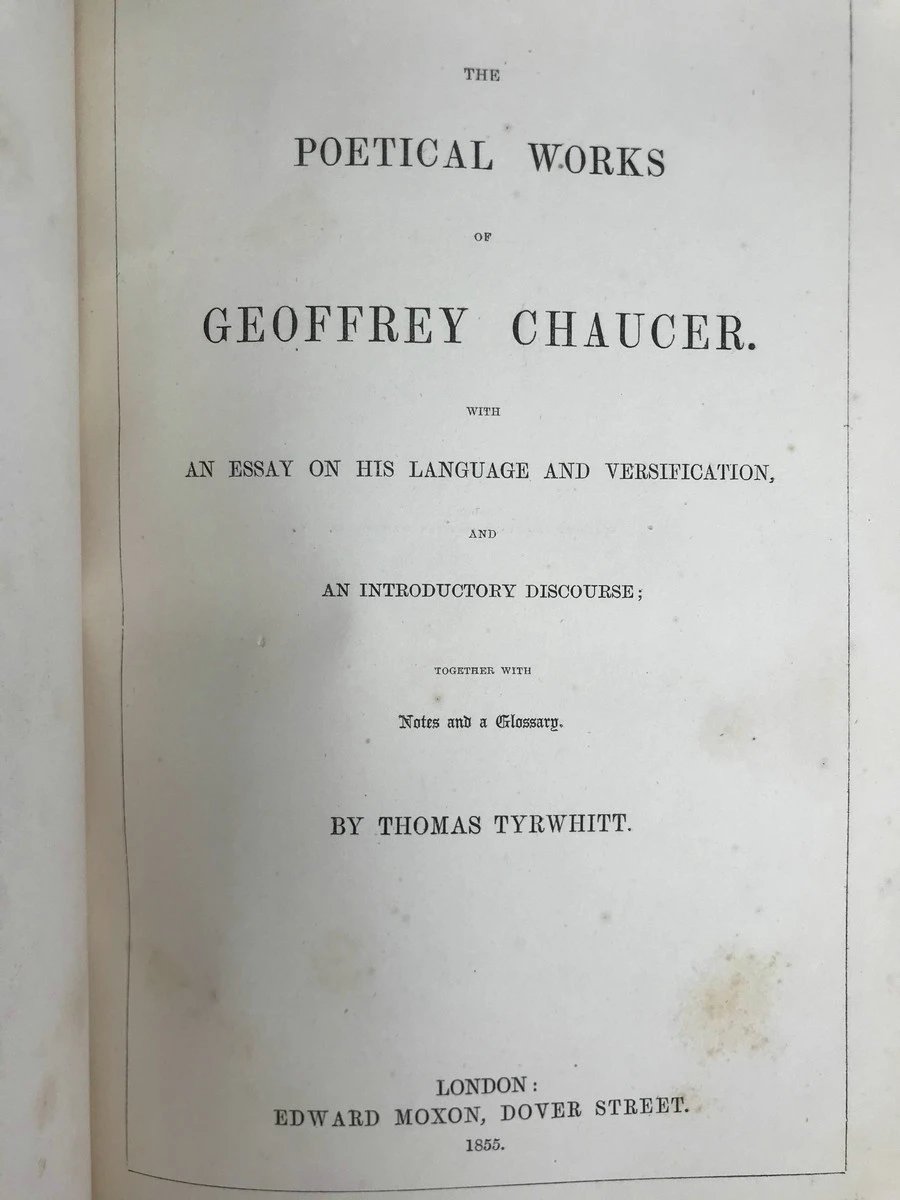 THE
POETICAL WORKS
OF
GEOFFREY CHAUCER.
WITH
AN ESSAY ON HIS LANGUAGE AND VERSIFICATION,
AND
AN INTRODUCTORY DISCOURSE;
TOGETHER WITH
Notes and a Glossary.
BY THOMAS TYRWHITT.
LONDON:
EDWARD MOXON, DOVER STREET.
1855.